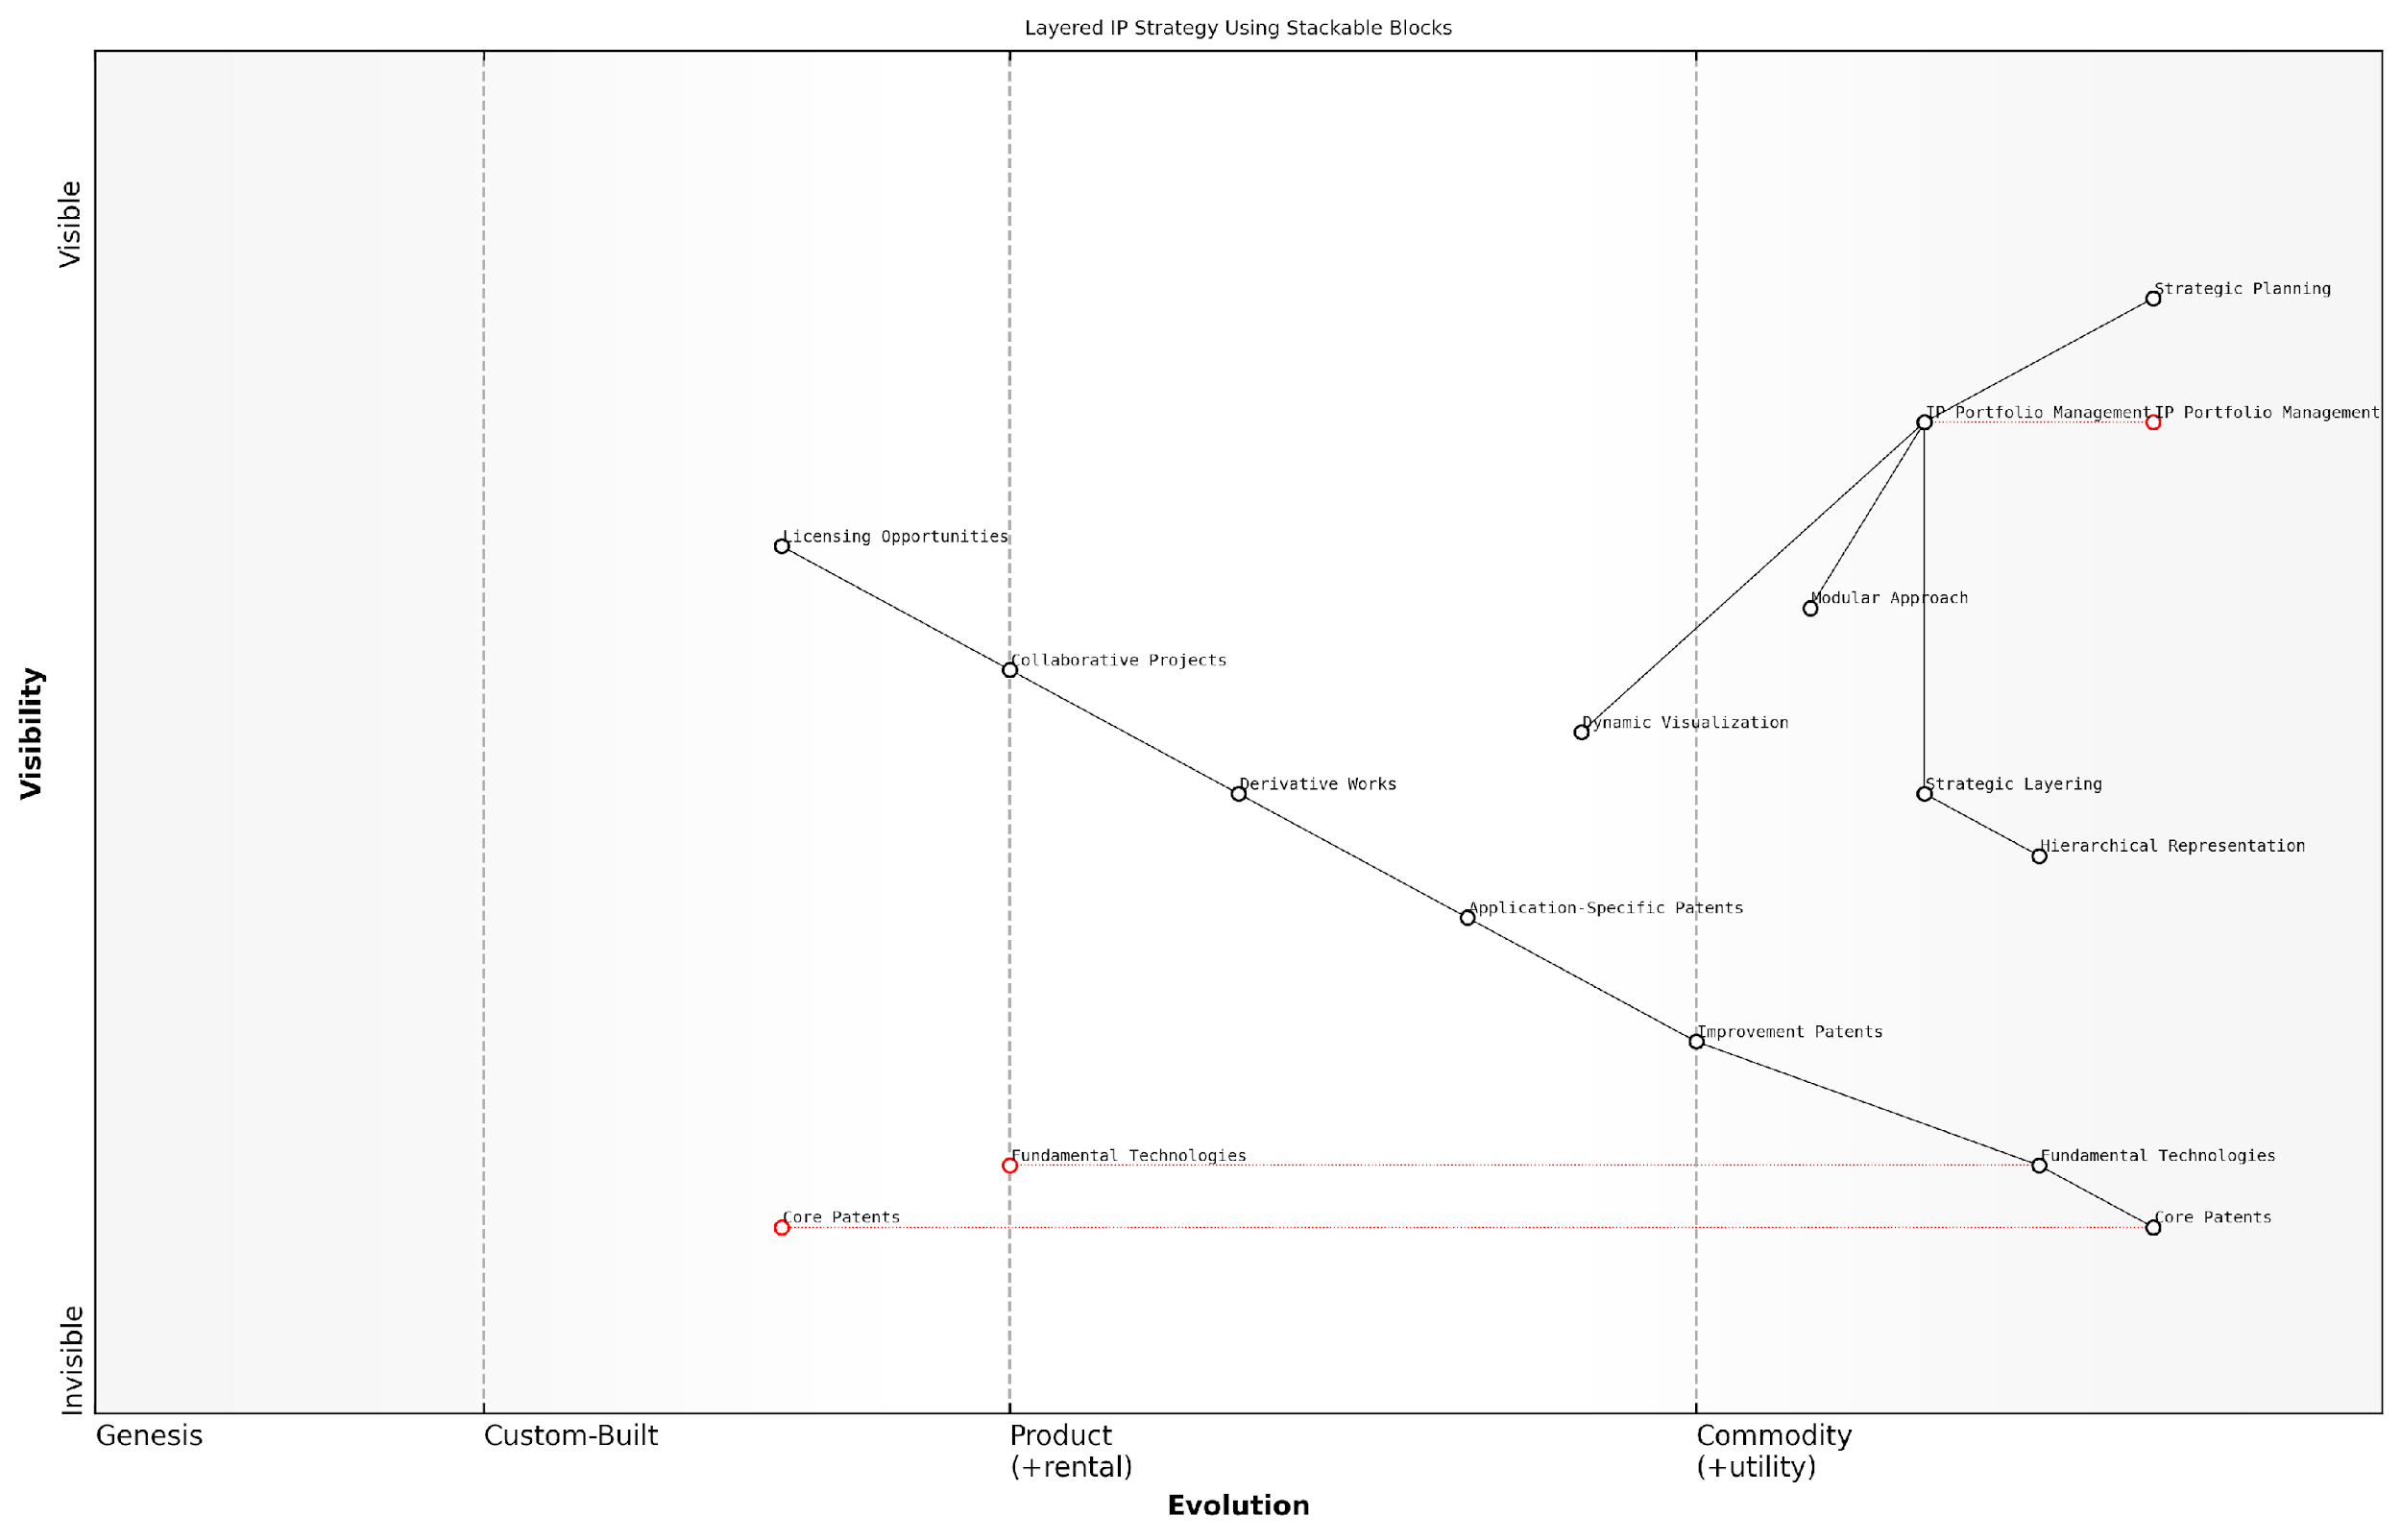 Layered IP Strategy Using Stackable Blocks
Visible
Visibility
Invisible
Strategic Planning
IP Portfolio Management
IP Portfolio Management
Licensing Opportunities
Modular Approach
Collaborative Projects
Dynamic Visualization
Derivative Works
Strategic Layering
Hierarchical Representation
Application-Specific Patents
Improvement Patents
Fundamental Technologies
Fundamental Technologies
Core Patents
Core Patents
Genesis
Custom-Built
Product
(+rental)
Commodity
(+utility)
Evolution